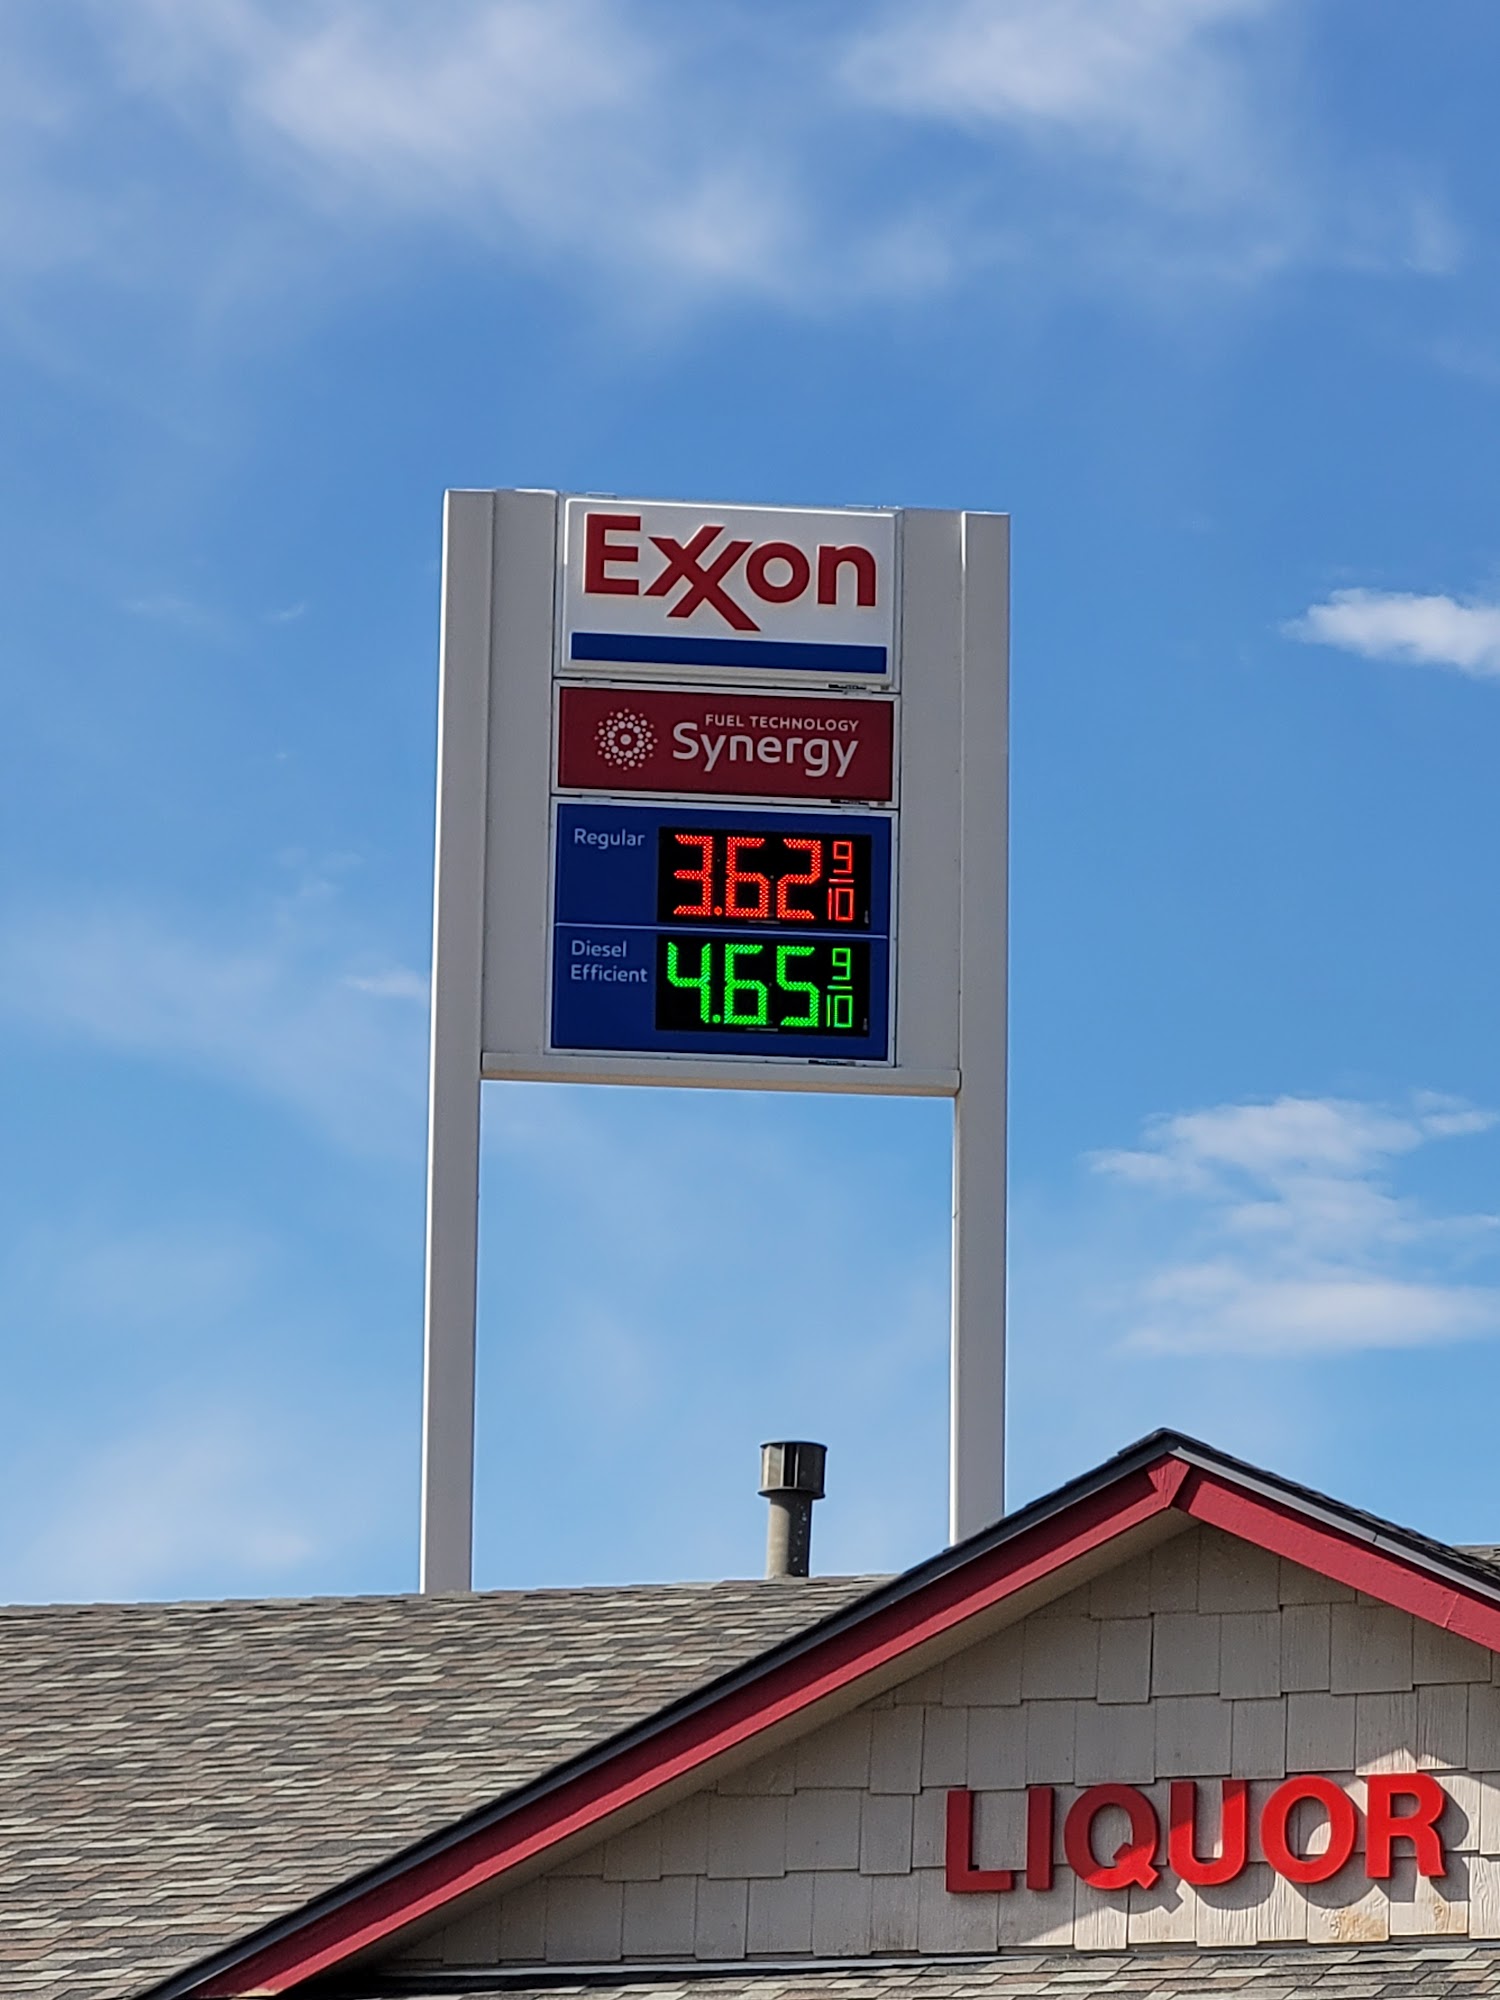 Exxon
FUEL TECHNOLOGY
Synergy
Regular 3.62 9/10
Diesel
Efficient 4.65 9/10
LIQUOR